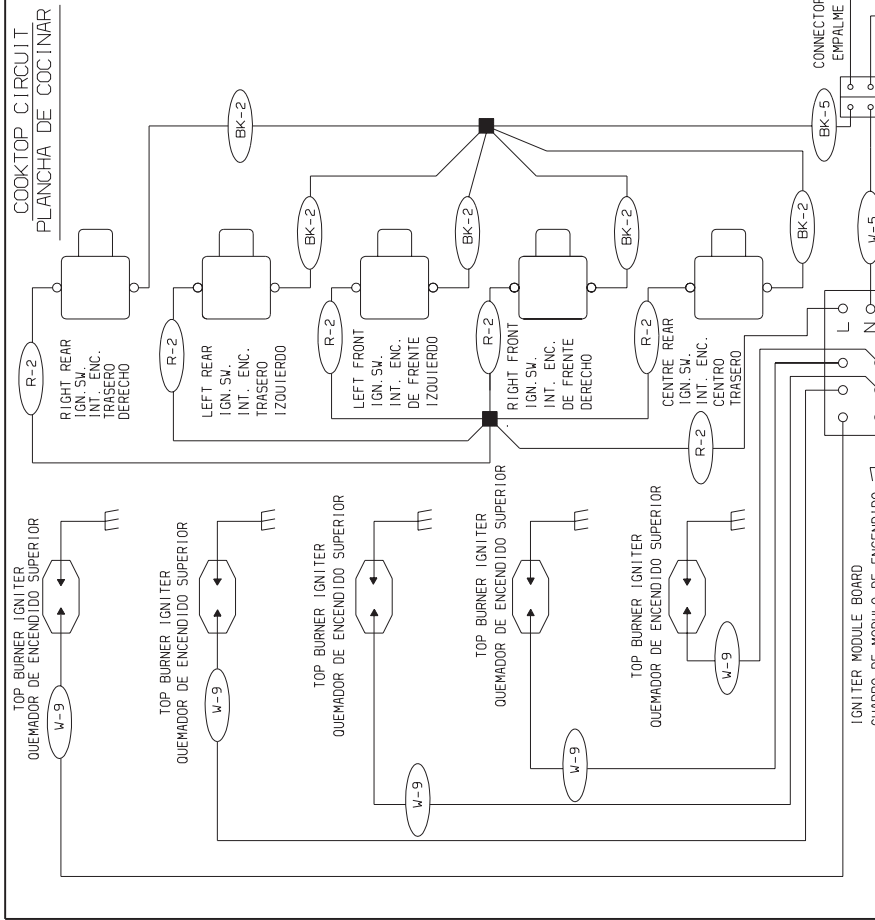 COOKTOP CIRCUIT
PLANCHA DE COCINAR
CONNECTOR
EMPALME
BK-2
BK-5
BK-2
BK-2
BK-2
BK-2
W-5
R-2
R-2
R-2
R-2
R-2
RIGHT REAR
IGN.SW.
INT. ENC.
TRASERO
DERECHO
LEFT REAR
IGN.SW.
INT. ENC.
TRASERO
IZQUIERDO
LEFT FRONT
IGN.SW.
INT. ENC.
DE FRENTE
IZQUIERDO
RIGHT FRONT
IGN.SW.
INT. ENC.
DE FRENTE
DERECHO
CENTRE REAR
IGN.SW.
INT. ENC.
CENTRO
TRASERO
L
N
R-2
TOP BURNER IGNITER
QUEMADOR DE ENCENDIDO SUPERIOR
TOP BURNER IGNITER
QUEMADOR DE ENCENDIDO SUPERIOR
TOP BURNER IGNITER
QUEMADOR DE ENCENDIDO SUPERIOR
TOP BURNER IGNITER
QUEMADOR DE ENCENDIDO SUPERIOR
TOP BURNER IGNITER
QUEMADOR DE ENCENDIDO SUPERIOR
W-9
W-9
W-9
W-9
W-9
IGNITER MODULE BOARD